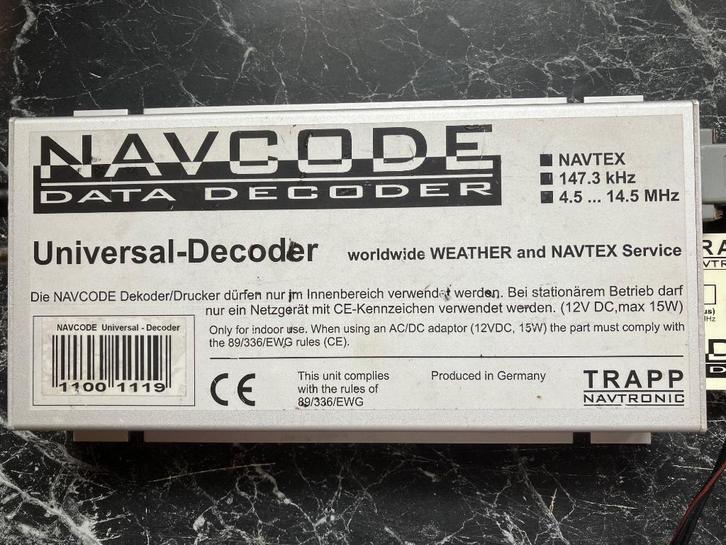 NAVCODE
DATA DECODER
■ NAVTEX
■ 147.3 kHz
■ 4.5 ... 14.5 MHz
Universal-Decoder
worldwide WEATHER and NAVTEX Service
Die NAVCODE Dekoder/Drucker dürfen nur im Innenbereich verwendet werden. Bei stationärem Betrieb darf
nur ein Netzgerät mit CE-Kennzeichen verwendet werden. (12V DC,max 15W)
NAVCODE Universal - Decoder
1100 1119
Only for indoor use. When using an AC/DC adaptor (12VDC, 15W) the part must comply with
the 89/336/EWG rules (CE).
CE
This unit complies
with the rules of
89/336/EWG
Produced in Germany
TRAPP
NAVTRONIC